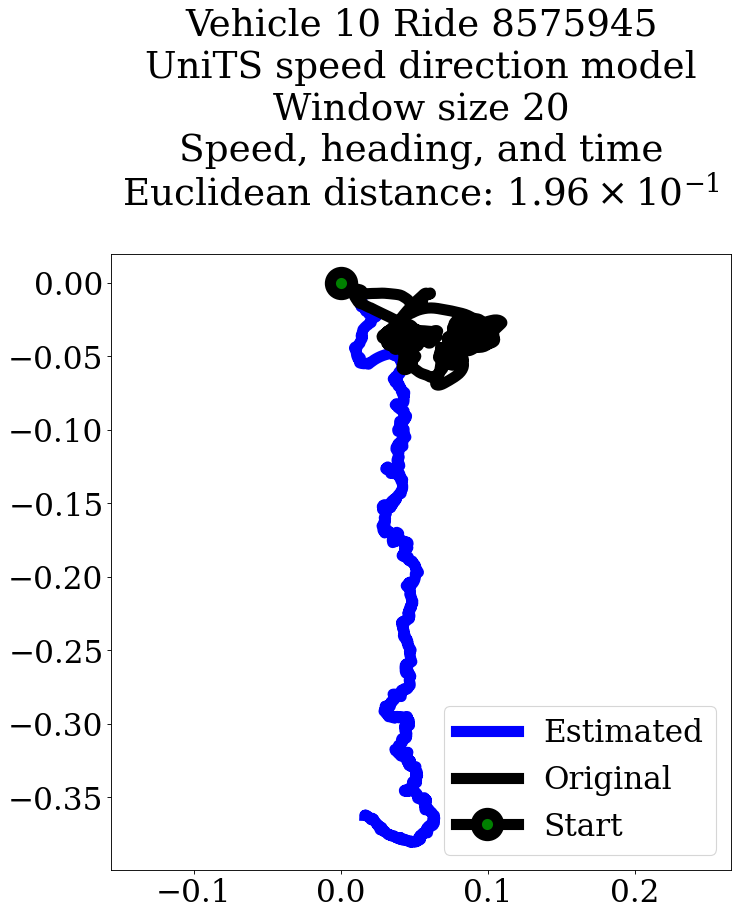 Vehicle 10 Ride 8575945
UniTS speed direction model
Window size 20
Speed, heading, and time
Euclidean distance: 1.96 × 10⁻¹
0.00
−0.05
−0.10
−0.15
−0.20
−0.25
−0.30
−0.35
−0.1
0.0
0.1
0.2
Estimated
Original
Start